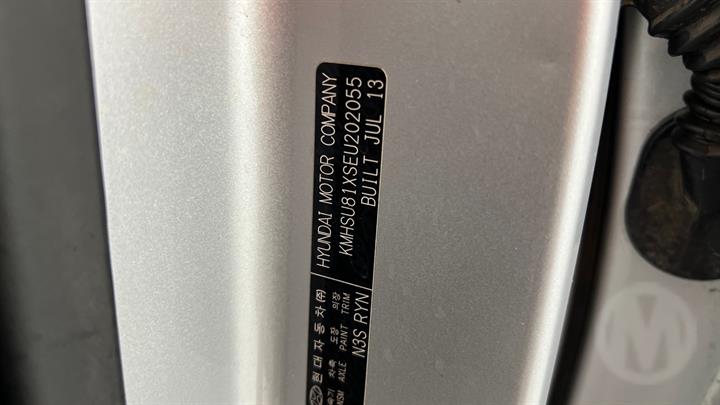 HYUNDAI MOTOR COMPANY
KMHSU81XSEU202055
BUILT JUL 13
현대자동차(주)
차축 도장 의장
AXLE PAINT TRIM
N3S RYN
M